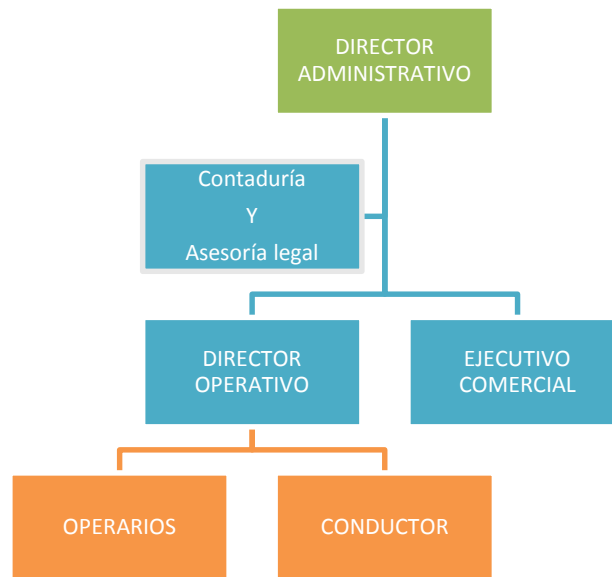 DIRECTOR
ADMINISTRATIVO
Contaduría
Y
Asesoría legal
DIRECTOR
OPERATIVO
EJECUTIVO
COMERCIAL
OPERARIOS
CONDUCTOR